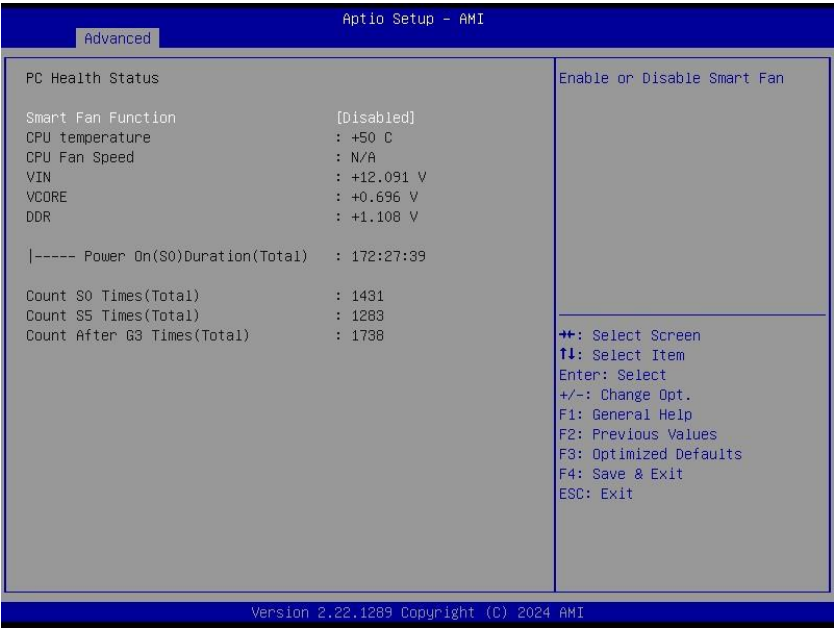 Aptio Setup – AMI
Advanced
PC Health Status
Smart Fan Function [Disabled]
CPU temperature : +50 C
CPU Fan Speed : N/A
VIN : +12.091 V
VCORE : +0.696 V
DDR : +1.108 V
|----- Power On(S0)Duration(Total) : 172:27:39
Count S0 Times(Total) : 1431
Count S5 Times(Total) : 1283
Count After G3 Times(Total) : 1738
Enable or Disable Smart Fan
→←: Select Screen
↑↓: Select Item
Enter: Select
+/-: Change Opt.
F1: General Help
F2: Previous Values
F3: Optimized Defaults
F4: Save & Exit
ESC: Exit
Version 2.22.1289 Copyright (C) 2024 AMI